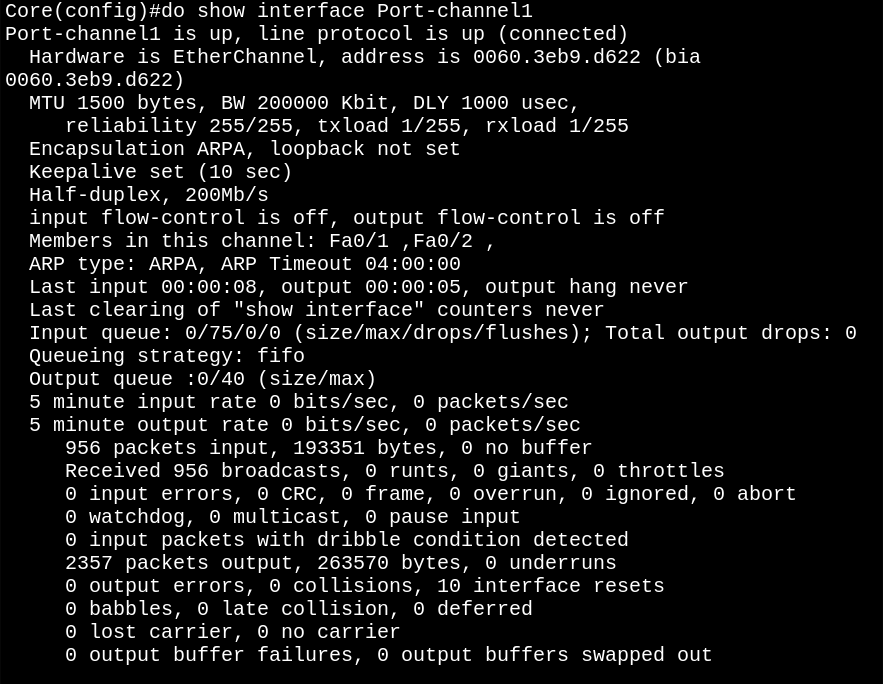 Core(config)#do show interface Port-channel1
Port-channel1 is up, line protocol is up (connected)
  Hardware is EtherChannel, address is 0060.3eb9.d622 (bia
0060.3eb9.d622)
  MTU 1500 bytes, BW 200000 Kbit, DLY 1000 usec,
     reliability 255/255, txload 1/255, rxload 1/255
  Encapsulation ARPA, loopback not set
  Keepalive set (10 sec)
  Half-duplex, 200Mb/s
  input flow-control is off, output flow-control is off
  Members in this channel: Fa0/1 ,Fa0/2 ,
  ARP type: ARPA, ARP Timeout 04:00:00
  Last input 00:00:08, output 00:00:05, output hang never
  Last clearing of "show interface" counters never
  Input queue: 0/75/0/0 (size/max/drops/flushes); Total output drops: 0
  Queueing strategy: fifo
  Output queue :0/40 (size/max)
  5 minute input rate 0 bits/sec, 0 packets/sec
  5 minute output rate 0 bits/sec, 0 packets/sec
     956 packets input, 193351 bytes, 0 no buffer
     Received 956 broadcasts, 0 runts, 0 giants, 0 throttles
     0 input errors, 0 CRC, 0 frame, 0 overrun, 0 ignored, 0 abort
     0 watchdog, 0 multicast, 0 pause input
     0 input packets with dribble condition detected
     2357 packets output, 263570 bytes, 0 underruns
     0 output errors, 0 collisions, 10 interface resets
     0 babbles, 0 late collision, 0 deferred
     0 lost carrier, 0 no carrier
     0 output buffer failures, 0 output buffers swapped out